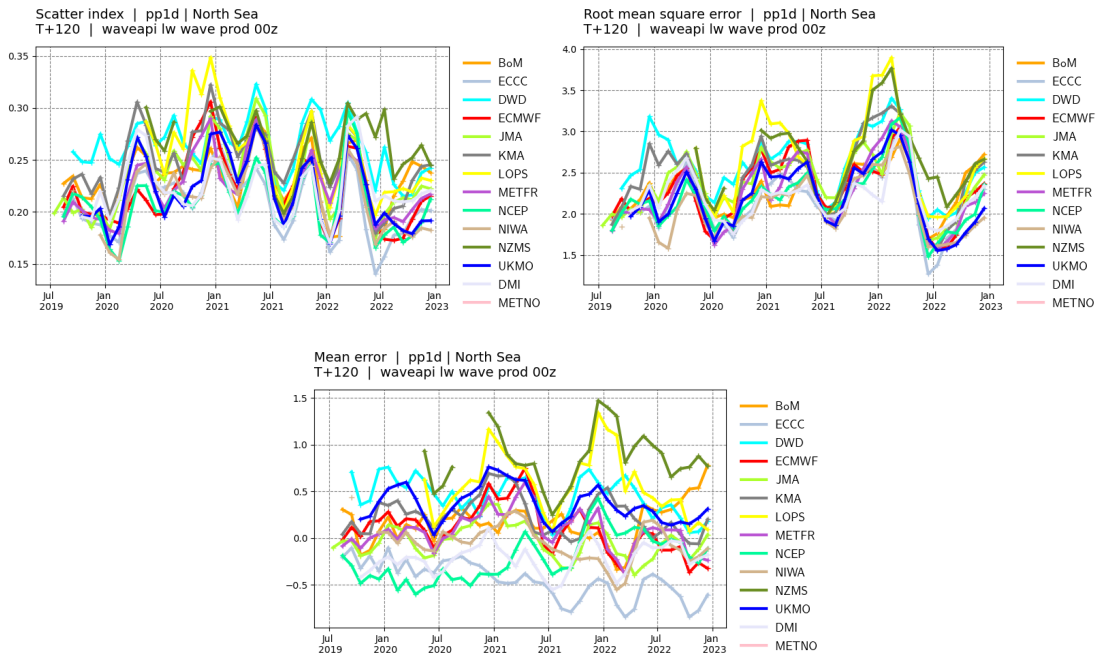 Scatter index | pp1d | North Sea
T+120 | waveapi lw wave prod 00z
0.35
0.30
0.25
0.20
0.15
Jul 2019
Jan 2020
Jul 2020
Jan 2021
Jul 2021
Jan 2022
Jul 2022
Jan 2023
BoM
ECCC
DWD
ECMWF
JMA
KMA
LOPS
METFR
NCEP
NIWA
NZMS
UKMO
DMI
METNO
Root mean square error | pp1d | North Sea
T+120 | waveapi lw wave prod 00z
4.0
3.5
3.0
2.5
2.0
1.5
Jul 2019
Jan 2020
Jul 2020
Jan 2021
Jul 2021
Jan 2022
Jul 2022
Jan 2023
BoM
ECCC
DWD
ECMWF
JMA
KMA
LOPS
METFR
NCEP
NIWA
NZMS
UKMO
DMI
METNO
Mean error | pp1d | North Sea
T+120 | waveapi lw wave prod 00z
1.5
1.0
0.5
0.0
−0.5
Jul 2019
Jan 2020
Jul 2020
Jan 2021
Jul 2021
Jan 2022
Jul 2022
Jan 2023
BoM
ECCC
DWD
ECMWF
JMA
KMA
LOPS
METFR
NCEP
NIWA
NZMS
UKMO
DMI
METNO